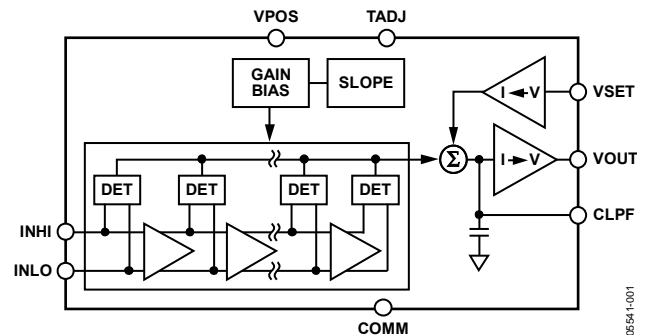 VPOS TADJ
GAIN
BIAS
SLOPE
I V
VSET
DET DET DET DET
Σ
I V
VOUT
CLPF
INHI
INLO
COMM
05541-001